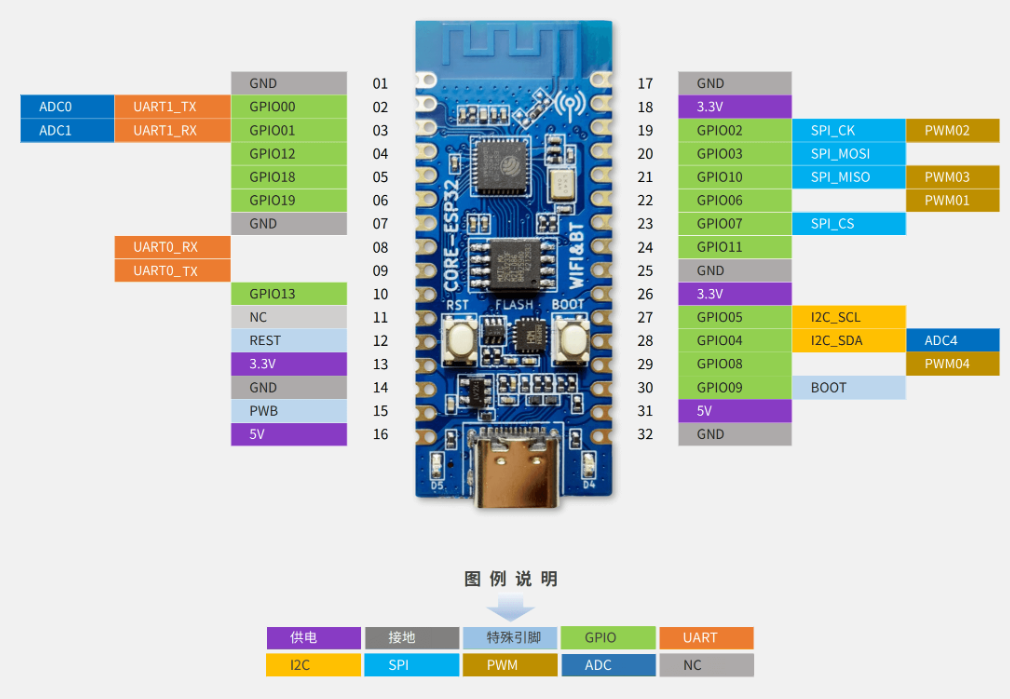 GND 01 17 GND
ADC0 UART1_TX GPIO00 02 18 3.3V
ADC1 UART1_RX GPIO01 03 19 GPIO02 SPI_CK PWM02
GPIO12 04 20 GPIO03 SPI_MOSI
GPIO18 05 21 GPIO10 SPI_MISO PWM03
GPIO19 06 22 GPIO06 PWM01
GND 07 23 GPIO07 SPI_CS
UART0_RX 08 24 GPIO11
UART0_TX 09 25 GND
GPIO13 10 26 3.3V
NC 11 27 GPIO05 I2C_SCL
REST 12 28 GPIO04 I2C_SDA ADC4
3.3V 13 29 GPIO08 PWM04
GND 14 30 GPIO09 BOOT
PWB 15 31 5V
5V 16 32 GND
CORE-ESP32
WIFI&BT
RST FLASH BOOT
D5 D4
图例说明
供电 接地 特殊引脚 GPIO UART
I2C SPI PWM ADC NC